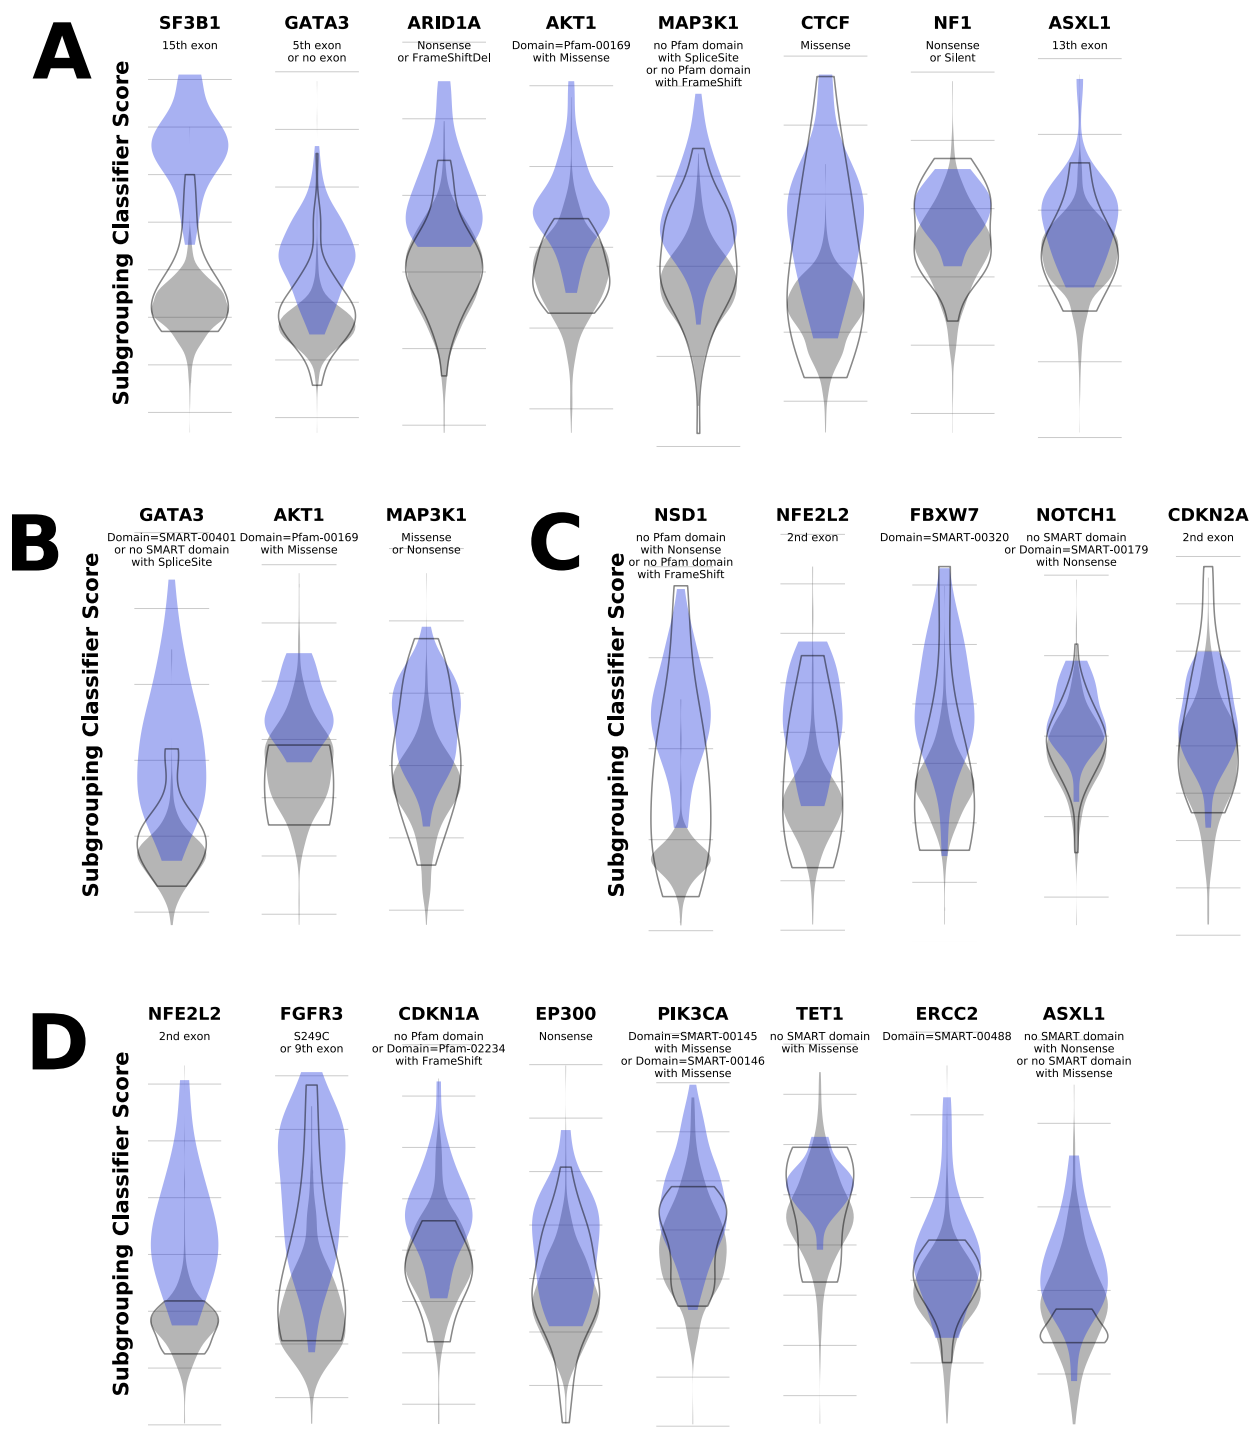 A
Subgrouping Classifier Score
SF3B1
15th exon
GATA3
5th exon
or no exon
ARID1A
Nonsense
or FrameShiftDel
AKT1
Domain=Pfam-00169
with Missense
MAP3K1
no Pfam domain
with SpliceSite
or no Pfam domain
with FrameShift
CTCF
Missense
NF1
Nonsense
or Silent
ASXL1
13th exon
B
Subgrouping Classifier Score
GATA3
Domain=SMART-00401
or no SMART domain
with SpliceSite
AKT1
Domain=Pfam-00169
with Missense
MAP3K1
Missense
or Nonsense
C
Subgrouping Classifier Score
NSD1
no Pfam domain
with Nonsense
or no Pfam domain
with FrameShift
NFE2L2
2nd exon
FBXW7
Domain=SMART-00320
NOTCH1
no SMART domain
or Domain=SMART-00179
with Nonsense
CDKN2A
2nd exon
D
Subgrouping Classifier Score
NFE2L2
2nd exon
FGFR3
S249C
or 9th exon
CDKN1A
no Pfam domain
or Domain=Pfam-02234
with FrameShift
EP300
Nonsense
PIK3CA
Domain=SMART-00145
with Missense
or Domain=SMART-00146
with Missense
TET1
no SMART domain
with Missense
ERCC2
Domain=SMART-00488
ASXL1
no SMART domain
with Nonsense
or no SMART domain
with Missense